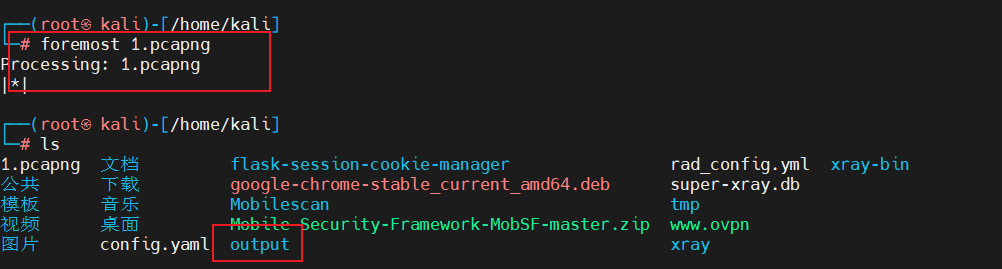 ┌──(root㉿ kali)-[/home/kali]
└─# foremost 1.pcapng
Processing: 1.pcapng
|*|
┌──(root㉿ kali)-[/home/kali]
└─# ls
1.pcapng 文档 flask-session-cookie-manager rad_config.yml xray-bin
公共 下载 google-chrome-stable_current_amd64.deb super-xray.db
模板 音乐 Mobilescan tmp
视频 桌面 Mobile-Security-Framework-MobSF-master.zip www.ovpn
图片 config.yaml output xray